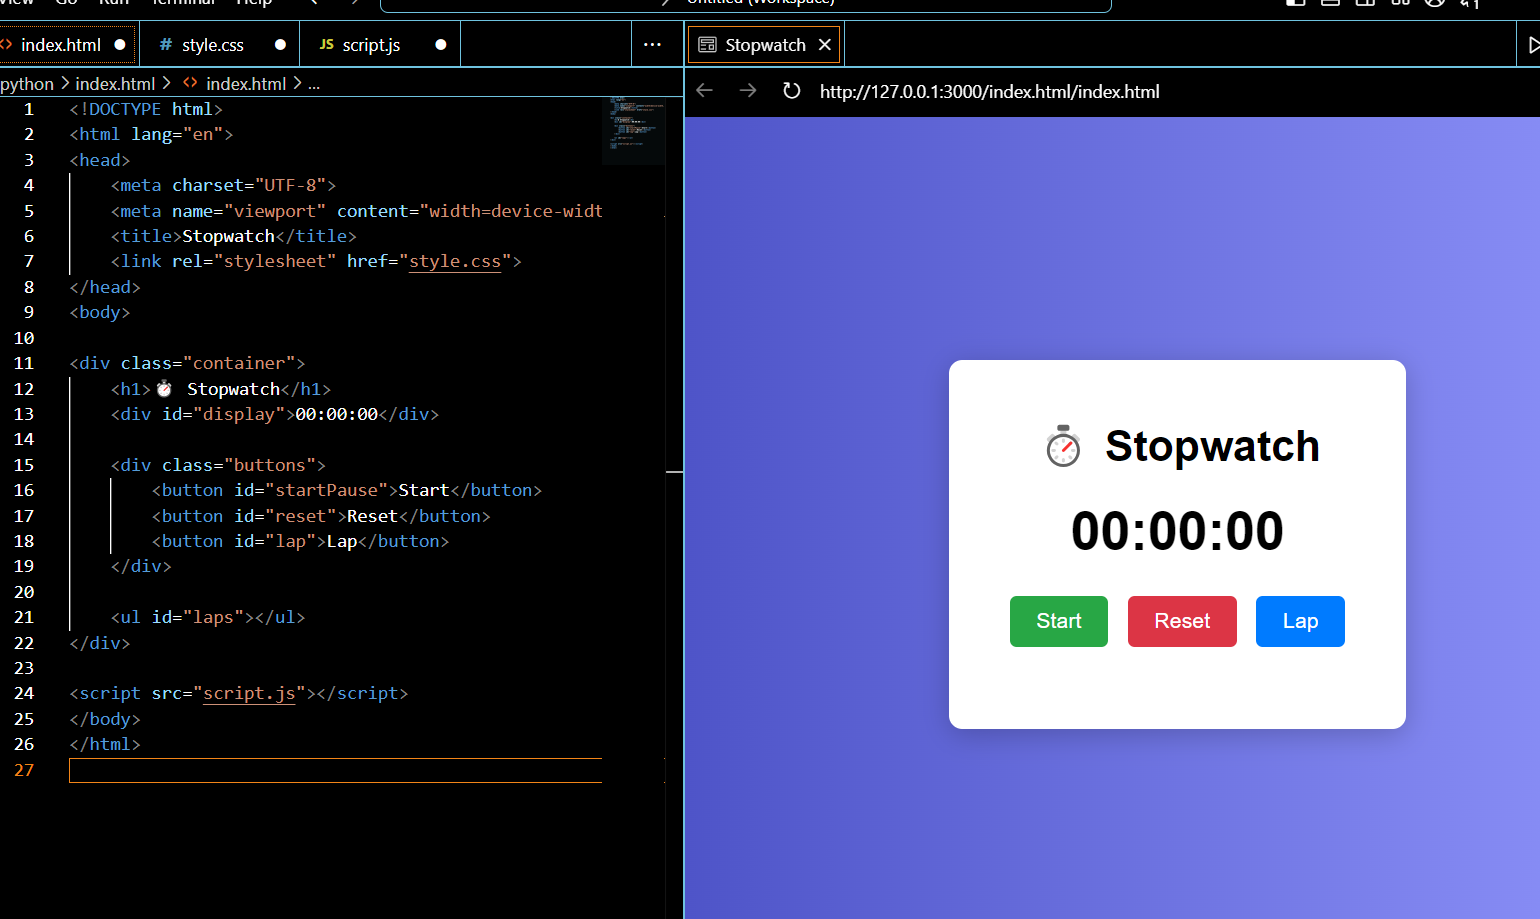 View Go Run Terminal Help
Untitled (Workspace)
index.html
# style.css
JS script.js
...
Stopwatch
python > index.html > <> index.html > ...
http://127.0.0.1:3000/index.html/index.html
1 <!DOCTYPE html>
2 <html lang="en">
3 <head>
4 <meta charset="UTF-8">
5 <meta name="viewport" content="width=device-widt
6 <title>Stopwatch</title>
7 <link rel="stylesheet" href="style.css">
8 </head>
9 <body>
10
11 <div class="container">
12 <h1>⏱️ Stopwatch</h1>
13 <div id="display">00:00:00</div>
14
15 <div class="buttons">
16 <button id="startPause">Start</button>
17 <button id="reset">Reset</button>
18 <button id="lap">Lap</button>
19 </div>
20
21 <ul id="laps"></ul>
22 </div>
23
24 <script src="script.js"></script>
25 </body>
26 </html>
27
⏱️ Stopwatch
00:00:00
Start
Reset
Lap